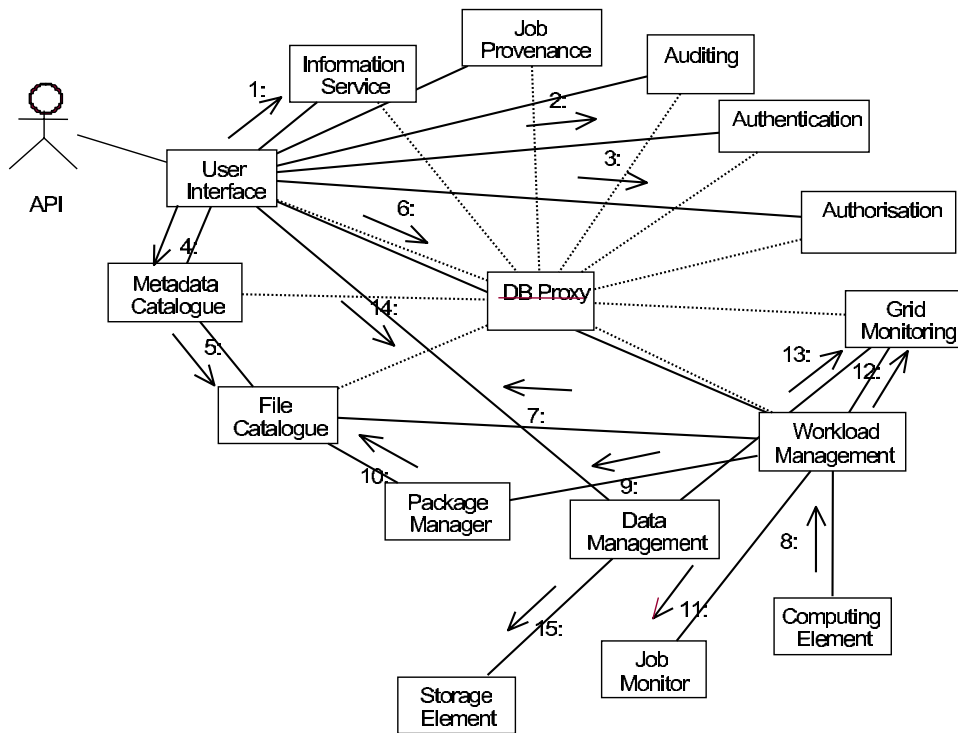 Job
Provenance
Information
Service
Auditing
1:
2:
Authentication
User
Interface
3:
API
6:
Authorisation
4:
Metadata
Catalogue
DB Proxy
14:
Grid
Monitoring
5:
13:
12:
File
Catalogue
7:
Workload
Management
10:
9:
Package
Manager
Data
Management
8:
15:
11:
Computing
Element
Job
Monitor
Storage
Element